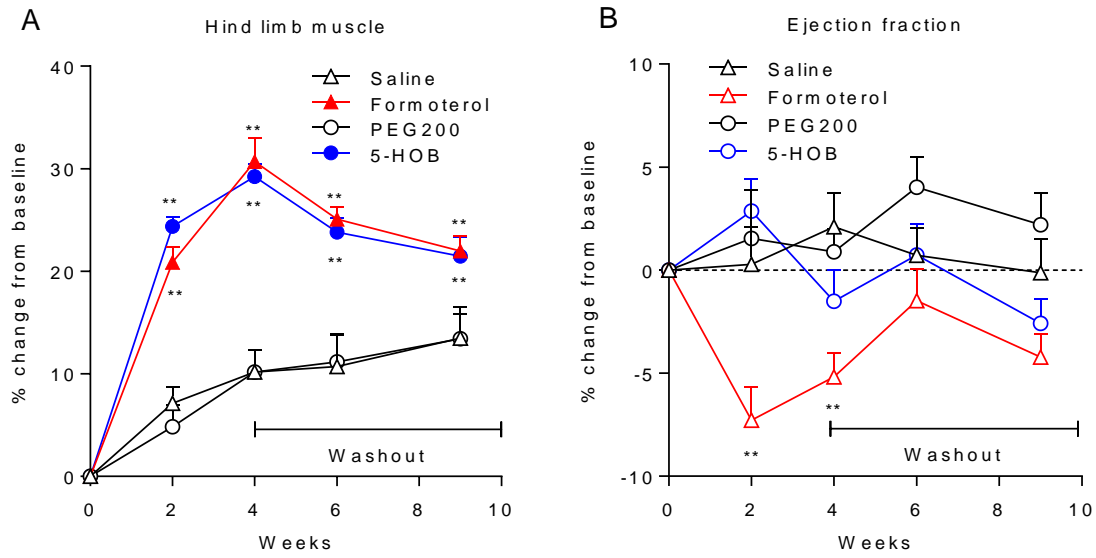 A
Hind limb muscle
40
30
20
10
0
% change from baseline
Saline
Formoterol
PEG200
5-HOB
**
**
**
**
**
**
**
**
Washout
0 2 4 6 8 10
Weeks
B
Ejection fraction
10
5
0
-5
-10
% change from baseline
Saline
Formoterol
PEG200
5-HOB
**
**
Washout
0 2 4 6 8 10
Weeks